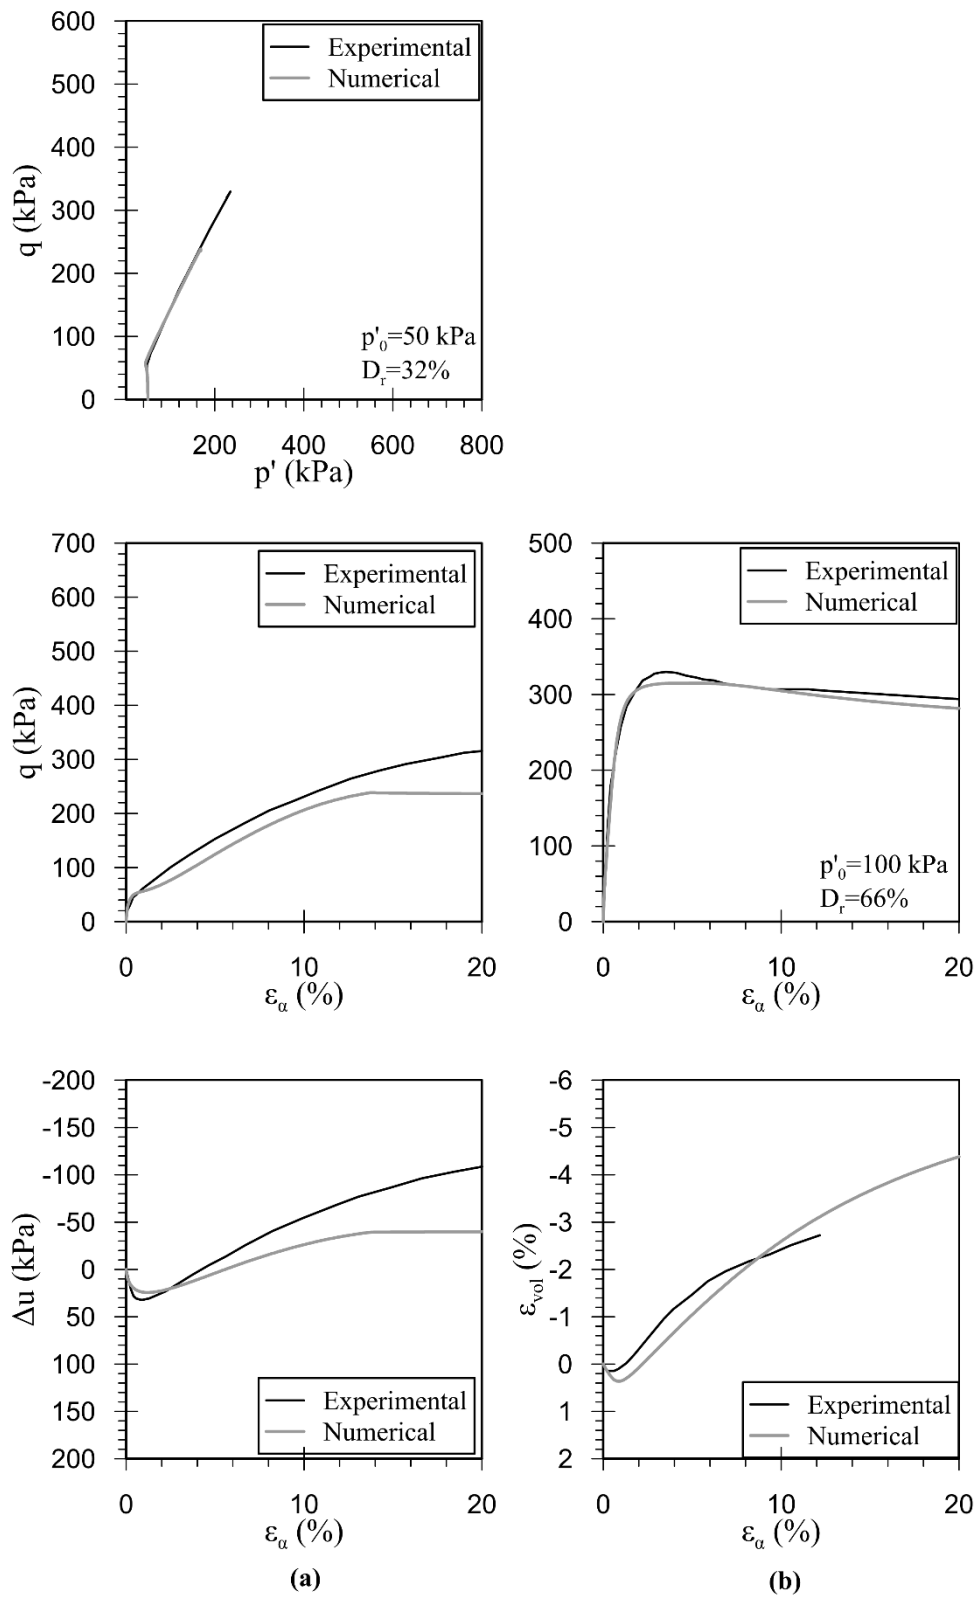 600
500
400
300
200
100
0
q (kPa)
Experimental
Numerical
p'0=50 kPa
Dr=32%
200 400 600 800
p' (kPa)
700
600
500
400
300
200
100
0
q (kPa)
Experimental
Numerical
0 10 20
εα (%)
500
400
300
200
100
0
Experimental
Numerical
p'0=100 kPa
Dr=66%
0 10 20
εα (%)
-200
-150
-100
-50
0
50
100
150
200
Δu (kPa)
Experimental
Numerical
0 10 20
εα (%)
(a)
-6
-5
-4
-3
-2
-1
0
1
2
εvol (%)
Experimental
Numerical
0 10 20
εα (%)
(b)